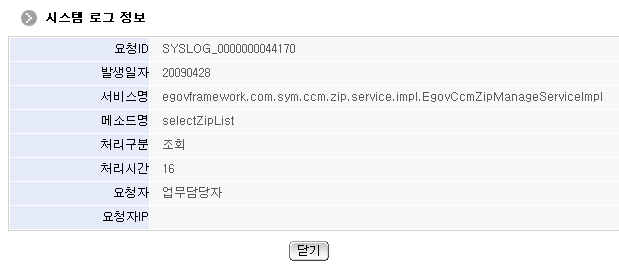 시스템 로그 정보
요청ID SYSLOG_0000000044170
발생일자 20090428
서비스명 egovframework.com.sym.ccm.zip.service.impl.EgovCcmZipManageServiceImpl
메소드명 selectZipList
처리구분 조회
처리시간 16
요청자 업무담당자
요청자IP
닫기